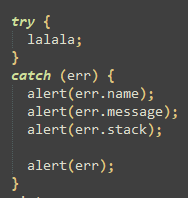 try {
  lalala;
}
catch (err) {
  alert(err.name);
  alert(err.message);
  alert(err.stack);

  alert(err);
}